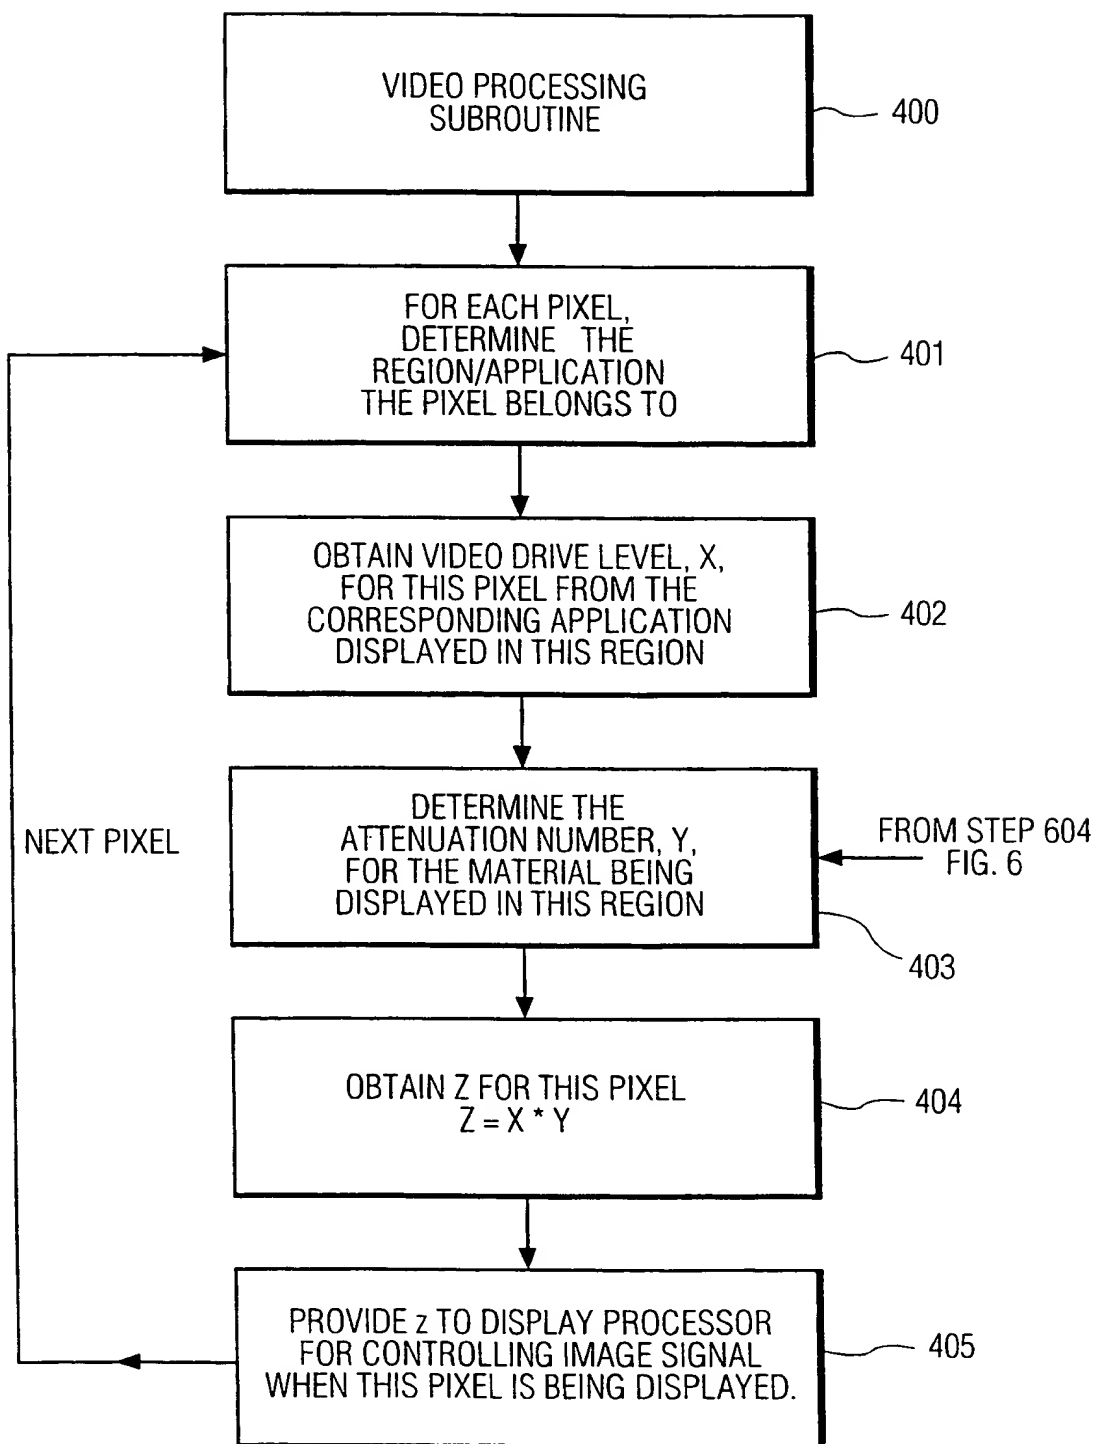 VIDEO PROCESSING
SUBROUTINE
400
FOR EACH PIXEL,
DETERMINE THE
REGION/APPLICATION
THE PIXEL BELONGS TO
401
OBTAIN VIDEO DRIVE LEVEL, X,
FOR THIS PIXEL FROM THE
CORRESPONDING APPLICATION
DISPLAYED IN THIS REGION
402
DETERMINE THE
ATTENUATION NUMBER, Y,
FOR THE MATERIAL BEING
DISPLAYED IN THIS REGION
NEXT PIXEL
FROM STEP 604
FIG. 6
403
OBTAIN Z FOR THIS PIXEL
Z = X * Y
404
PROVIDE z TO DISPLAY PROCESSOR
FOR CONTROLLING IMAGE SIGNAL
WHEN THIS PIXEL IS BEING DISPLAYED.
405